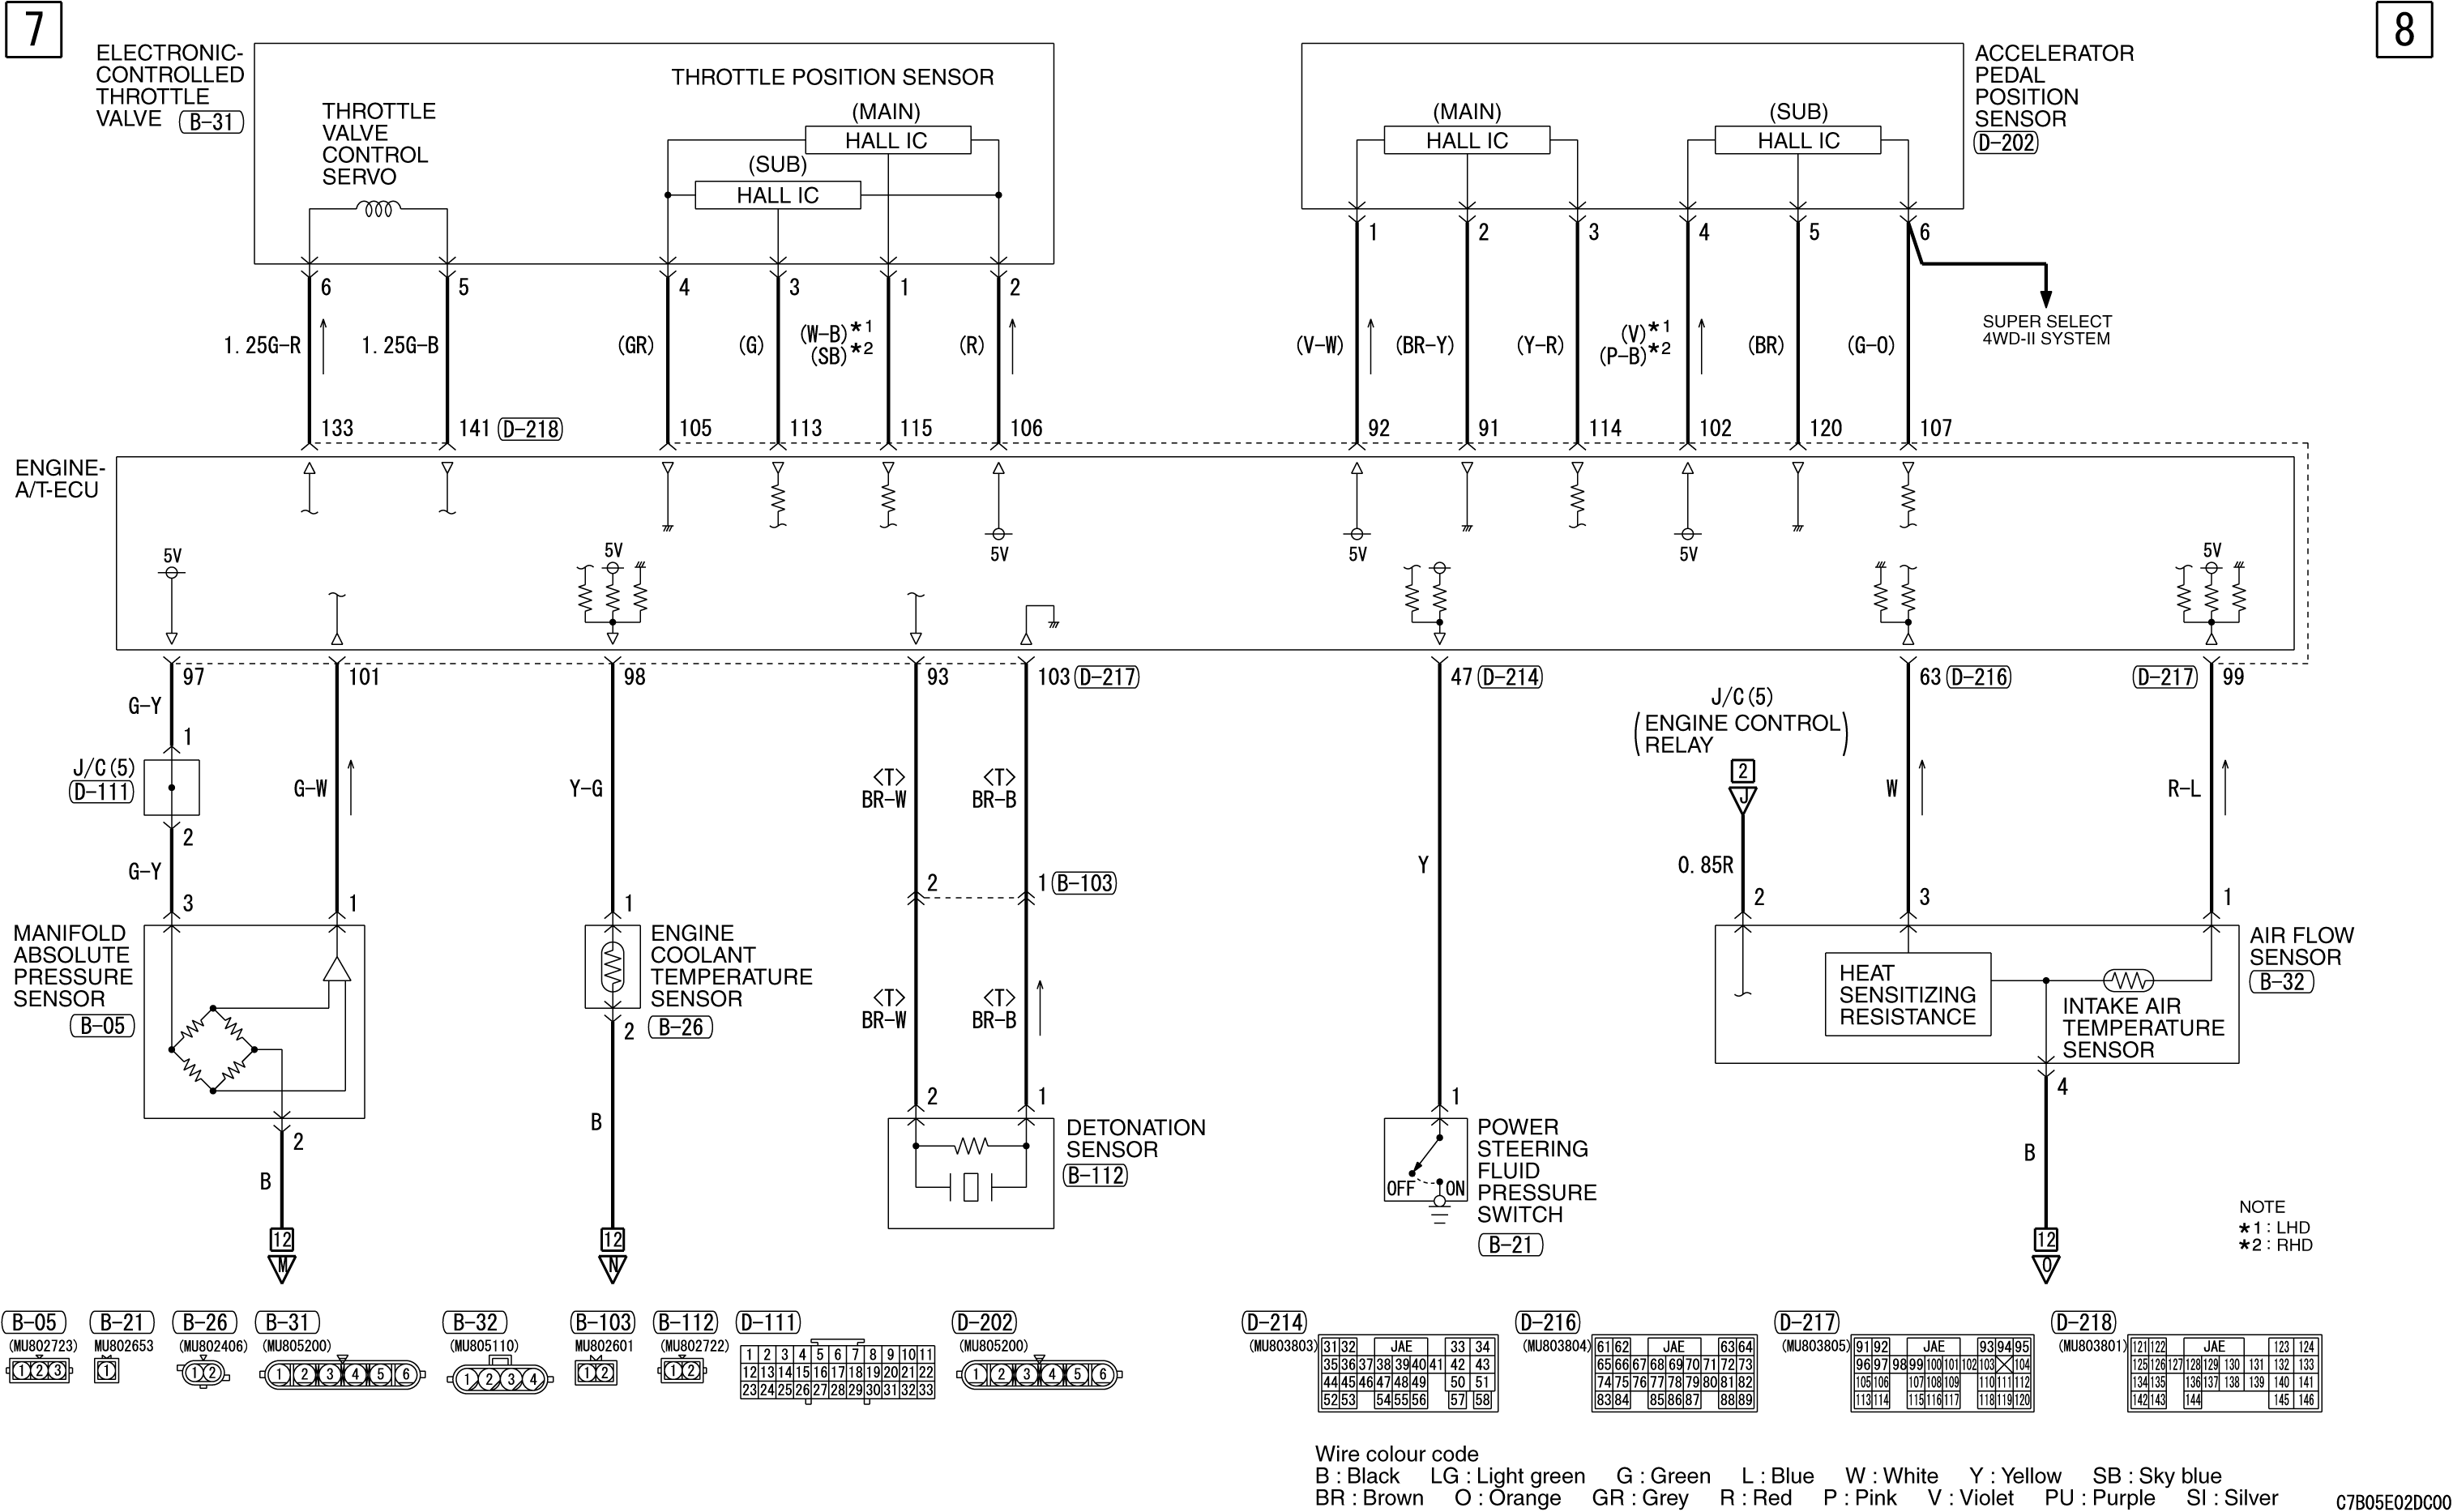 7
8
ELECTRONIC-
CONTROLLED
THROTTLE
VALVE
B-31
THROTTLE
VALVE
CONTROL
SERVO
THROTTLE POSITION SENSOR
(MAIN)
HALL IC
(SUB)
HALL IC
(MAIN)
HALL IC
(SUB)
HALL IC
ACCELERATOR
PEDAL
POSITION
SENSOR
D-202
6 5 4 3 1 2
1 2 3 4 5 6
1.25G-R
1.25G-B
(GR)
(G)
(W-B)*1
(SB)*2
(R)
(V-W)
(BR-Y)
(Y-R)
(V)*1
(P-B)*2
(BR)
(G-O)
SUPER SELECT
4WD-II SYSTEM
133 141 D-218 105 113 115 106 92 91 114 102 120 107
ENGINE-
A/T-ECU
5V 5V 5V
5V 5V 5V
97 101 98 93 103 D-217 47 D-214 63 D-216 D-217 99
G-Y
1
J/C(5)
D-111
2
G-Y
3
G-W
1
Y-G
1
<T>
BR-W
<T>
BR-B
2
1 B-103
<T>
BR-W
<T>
BR-B
2
1
Y
1
J/C(5)
(ENGINE CONTROL
RELAY)
2
J
0.85R
2
W
3
R-L
1
MANIFOLD
ABSOLUTE
PRESSURE
SENSOR
B-05
2
B
12
M
ENGINE
COOLANT
TEMPERATURE
SENSOR
B-26
2
B
12
N
DETONATION
SENSOR
B-112
OFF ON
POWER
STEERING
FLUID
PRESSURE
SWITCH
B-21
HEAT
SENSITIZING
RESISTANCE
INTAKE AIR
TEMPERATURE
SENSOR
AIR FLOW
SENSOR
B-32
4
B
12
O
NOTE
*1 : LHD
*2 : RHD
B-05
(MU802723)
1 2 3
B-21
MU802653
1
B-26
(MU802406)
1 2
B-31
(MU805200)
1 2 3 4 5 6
B-32
(MU805110)
1 2 3 4
B-103
MU802601
1 2
B-112
(MU802722)
1 2
D-111
1 2 3 4 5 6 7 8 9 10 11
12 13 14 15 16 17 18 19 20 21 22
23 24 25 26 27 28 29 30 31 32 33
D-202
(MU805200)
1 2 3 4 5 6
D-214
(MU803803)
31 32 JAE 33 34
35 36 37 38 39 40 41 42 43
44 45 46 47 48 49 50 51
52 53 54 55 56 57 58
D-216
(MU803804)
61 62 JAE 63 64
65 66 67 68 69 70 71 72 73
74 75 76 77 78 79 80 81 82
83 84 85 86 87 88 89
D-217
(MU803805)
91 92 JAE 93 94 95
96 97 98 99 100 101 102 103 104
105 106 107 108 109 110 111 112
113 114 115 116 117 118 119 120
D-218
(MU803801)
121 122 JAE 123 124
125 126 127 128 129 130 131 132 133
134 135 136 137 138 139 140 141
142 143 144 145 146
Wire colour code
B : Black LG : Light green G : Green L : Blue W : White Y : Yellow SB : Sky blue
BR : Brown O : Orange GR : Grey R : Red P : Pink V : Violet PU : Purple SI : Silver
C7B05E02DC00